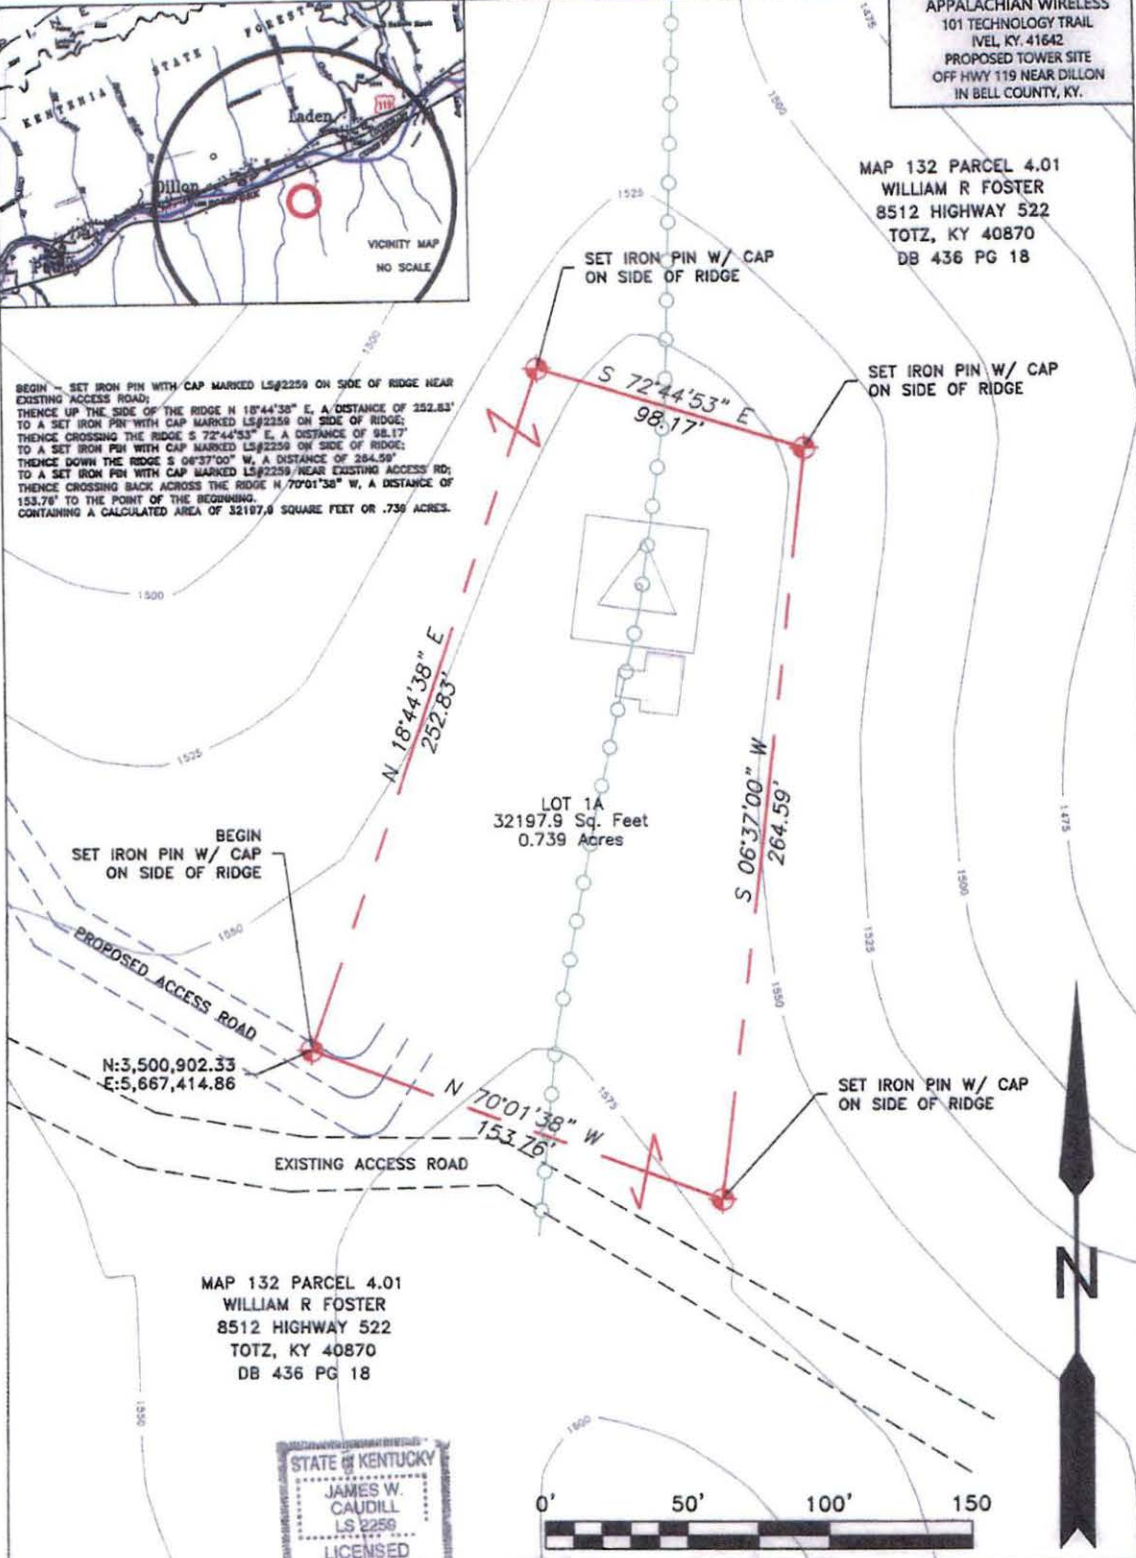 APPALACHIAN WIRELESS
101 TECHNOLOGY TRAIL
IVEL, KY. 41642
PROPOSED TOWER SITE
OFF HWY 119 NEAR DILLON
IN BELL COUNTY, KY.
KENTENIA STATE FOREST
119
Laden
Dillon
VICINITY MAP
NO SCALE
MAP 132 PARCEL 4.01
WILLIAM R FOSTER
8512 HIGHWAY 522
TOTZ, KY 40870
DB 436 PG 18
SET IRON PIN W/ CAP
ON SIDE OF RIDGE
SET IRON PIN W/ CAP
ON SIDE OF RIDGE
BEGIN - SET IRON PIN WITH CAP MARKED LS#2259 ON SIDE OF RIDGE NEAR
EXISTING ACCESS ROAD;
THENCE UP THE SIDE OF THE RIDGE N 18°44'38" E, A DISTANCE OF 252.83'
TO A SET IRON PIN WITH CAP MARKED LS#2259 ON SIDE OF RIDGE;
THENCE CROSSING THE RIDGE S 72°44'53" E, A DISTANCE OF 98.17'
TO A SET IRON PIN WITH CAP MARKED LS#2259 ON SIDE OF RIDGE;
THENCE DOWN THE RIDGE S 06°37'00" W, A DISTANCE OF 264.59'
TO A SET IRON PIN WITH CAP MARKED LS#2259 NEAR EXISTING ACCESS RD;
THENCE CROSSING BACK ACROSS THE RIDGE N 70°01'38" W, A DISTANCE OF
153.76' TO THE POINT OF THE BEGINNING.
CONTAINING A CALCULATED AREA OF 32197.9 SQUARE FEET OR .739 ACRES.
S 72°44'53" E
98.17'
N 18°44'38" E
252.83'
S 06°37'00" W
264.59'
LOT 1A
32197.9 Sq. Feet
0.739 Acres
BEGIN
SET IRON PIN W/ CAP
ON SIDE OF RIDGE
PROPOSED ACCESS ROAD
N:3,500,902.33
E:5,667,414.86
N 70°01'38" W
153.76'
EXISTING ACCESS ROAD
SET IRON PIN W/ CAP
ON SIDE OF RIDGE
MAP 132 PARCEL 4.01
WILLIAM R FOSTER
8512 HIGHWAY 522
TOTZ, KY 40870
DB 436 PG 18
1475
1500
1525
1500
1500
1525
1550
1475
1500
1525
1550
1575
1550
1600
N
STATE of KENTUCKY
JAMES W.
CAUDILL
LS 2259
LICENSED
0' 50' 100' 150